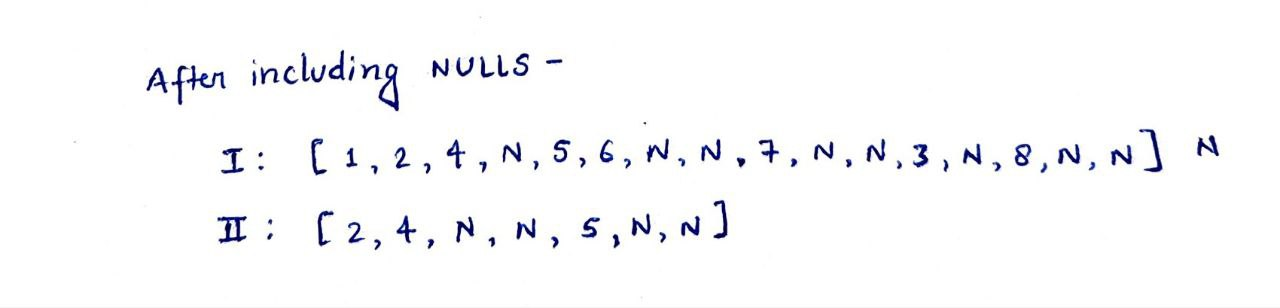 After including NULLS -
I: [ 1, 2, 4, N, 5, 6, N, N, 7, N, N, 3, N, 8, N, N ] N
II: [ 2, 4, N, N, 5, N, N ]